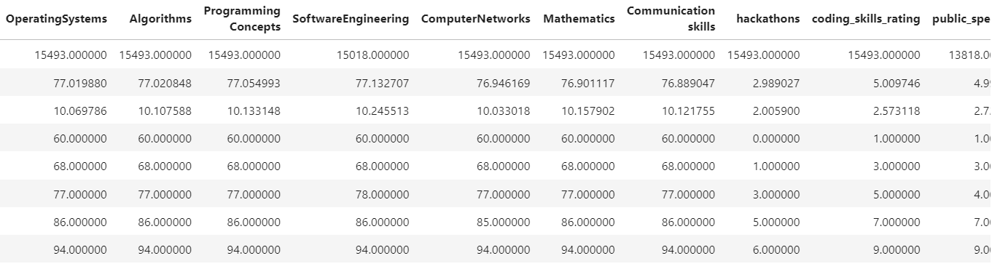 OperatingSystems Algorithms Programming Concepts SoftwareEngineering ComputerNetworks Mathematics Communication skills hackathons coding_skills_rating public_spe
15493.000000 15493.000000 15493.000000 15018.000000 15493.000000 15493.000000 15493.000000 15493.000000 15493.000000 13818.0
77.019880 77.020848 77.054993 77.132707 76.946169 76.901117 76.889047 2.989027 5.009746 4.9
10.069786 10.107588 10.133148 10.245513 10.033018 10.157902 10.121755 2.005900 2.573118 2.7
60.000000 60.000000 60.000000 60.000000 60.000000 60.000000 60.000000 0.000000 1.000000 1.0
68.000000 68.000000 68.000000 68.000000 68.000000 68.000000 68.000000 1.000000 3.000000 3.0
77.000000 77.000000 77.000000 78.000000 77.000000 77.000000 77.000000 3.000000 5.000000 4.0
86.000000 86.000000 86.000000 86.000000 85.000000 86.000000 86.000000 5.000000 7.000000 7.0
94.000000 94.000000 94.000000 94.000000 94.000000 94.000000 94.000000 6.000000 9.000000 9.0